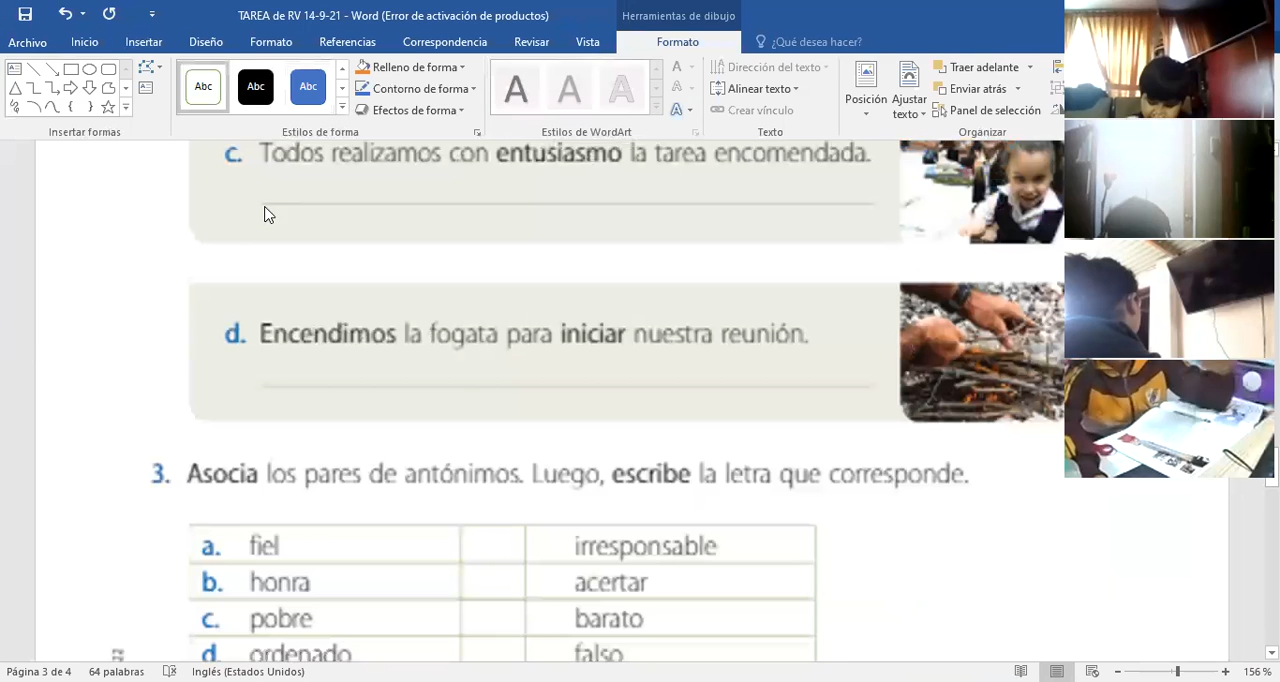 TAREA de RV 14-9-21 - Word (Error de activación de productos)
Herramientas de dibujo
Archivo Inicio Insertar Diseño Formato Referencias Correspondencia Revisar Vista Formato ¿Qué desea hacer?
Abc Abc Abc
Relleno de forma
Contorno de forma
Efectos de forma
A A A
Dirección del texto
Alinear texto
Crear vínculo
Posición
Ajustar texto
Traer adelante
Enviar atrás
Panel de selección
Insertar formas Estilos de forma Estilos de WordArt Texto Organizar
c. Todos realizamos con entusiasmo la tarea encomendada.
d. Encendimos la fogata para iniciar nuestra reunión.
3. Asocia los pares de antónimos. Luego, escribe la letra que corresponde.
a. fiel irresponsable
b. honra acertar
c. pobre barato
d. ordenado falso
Página 3 de 4 64 palabras Inglés (Estados Unidos) 156 %